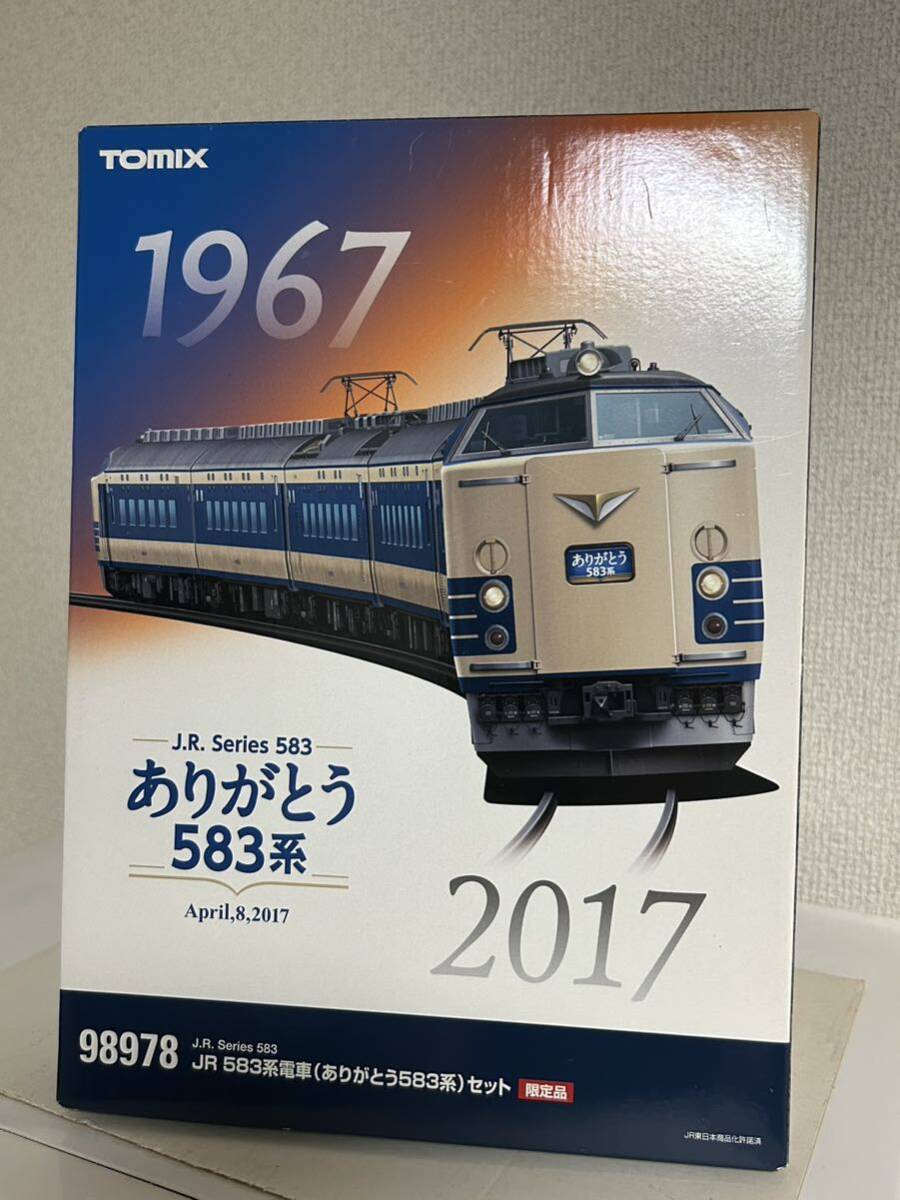 TOMIX
1967
ありがとう
583系
J.R. Series 583
ありがとう
583系
April,8,2017
2017
98978
J.R. Series 583
JR 583系電車(ありがとう583系)セット 限定品
JR東日本商品化許諾済